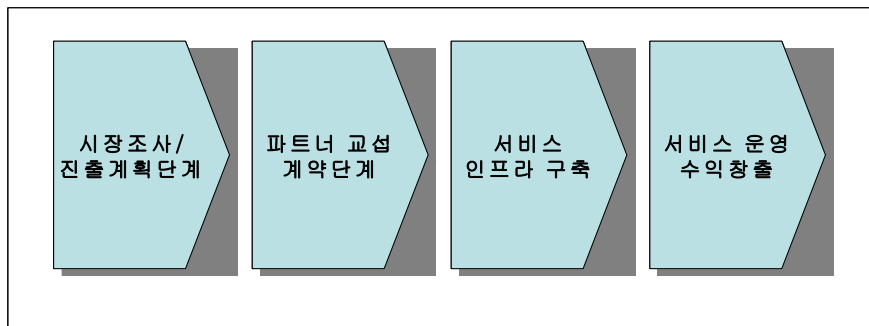 시장조사/
진출계획단계
파트너 교섭
계약단계
서비스
인프라 구축
서비스 운영
수익창출